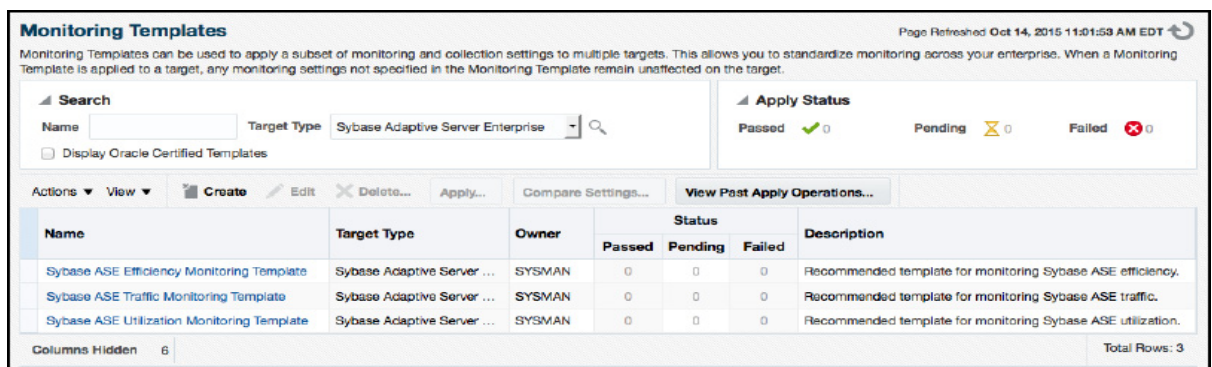 Monitoring Templates
Page Refreshed Oct 14, 2015 11:01:53 AM EDT
Monitoring Templates can be used to apply a subset of monitoring and collection settings to multiple targets. This allows you to standardize monitoring across your enterprise. When a Monitoring
Template is applied to a target, any monitoring settings not specified in the Monitoring Template remain unaffected on the target.
Search
Name Target Type Sybase Adaptive Server Enterprise
Display Oracle Certified Templates
Apply Status
Passed 0 Pending 0 Failed 0
Actions View Create Edit Delete... Apply... Compare Settings... View Past Apply Operations...
Name Target Type Owner Status Description
Passed Pending Failed
Sybase ASE Efficiency Monitoring Template Sybase Adaptive Server ... SYSMAN 0 0 0 Recommended template for monitoring Sybase ASE efficiency.
Sybase ASE Traffic Monitoring Template Sybase Adaptive Server ... SYSMAN 0 0 0 Recommended template for monitoring Sybase ASE traffic.
Sybase ASE Utilization Monitoring Template Sybase Adaptive Server ... SYSMAN 0 0 0 Recommended template for monitoring Sybase ASE utilization.
Columns Hidden 6 Total Rows: 3